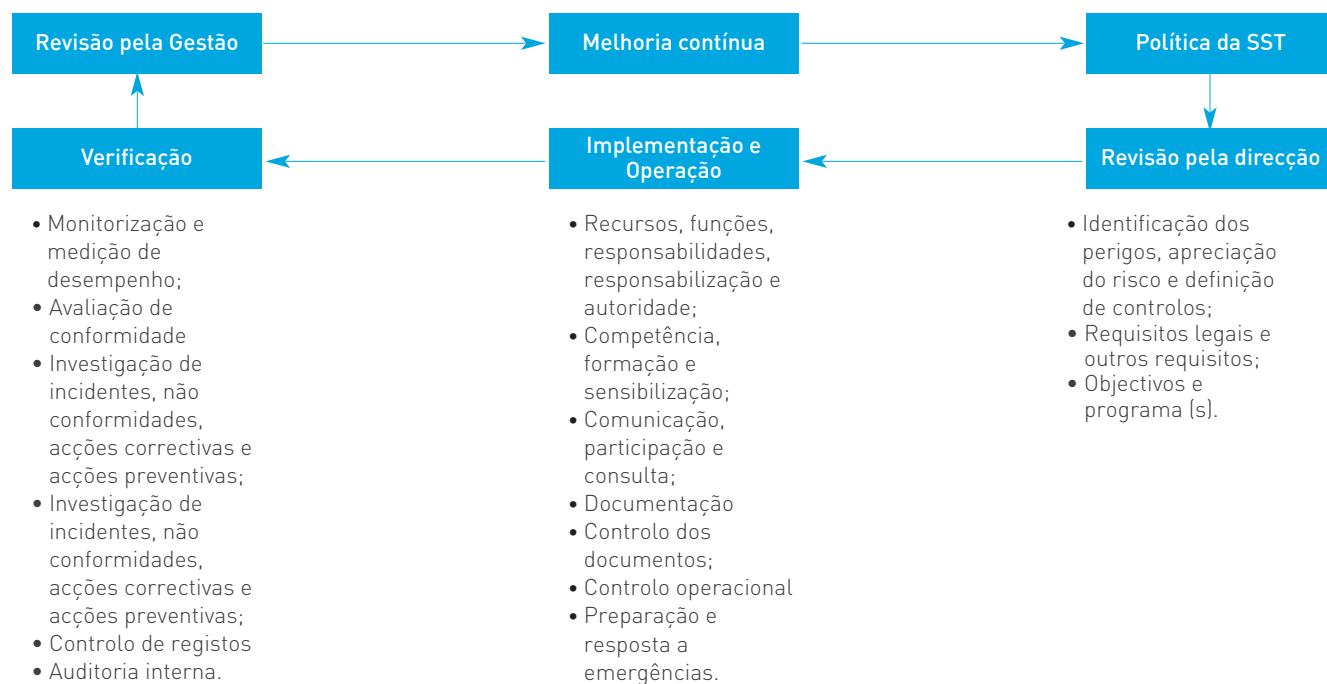 Revisão pela Gestão
Melhoria contínua
Política da SST
Verificação
Implementação e
Operação
Revisão pela direcção
• Monitorização e
medição de
desempenho;
• Avaliação de
conformidade
• Investigação de
incidentes, não
conformidades,
acções correctivas e
acções preventivas;
• Investigação de
incidentes, não
conformidades,
acções correctivas e
acções preventivas;
• Controlo de registos
• Auditoria interna.
• Recursos, funções,
responsabilidades,
responsabilização e
autoridade;
• Competência,
formação e
sensibilização;
• Comunicação,
participação e
consulta;
• Documentação
• Controlo dos
documentos;
• Controlo operacional
• Preparação e
resposta a
emergências.
• Identificação dos
perigos, apreciação
do risco e definição
de controlos;
• Requisitos legais e
outros requisitos;
• Objectivos e
programa (s).